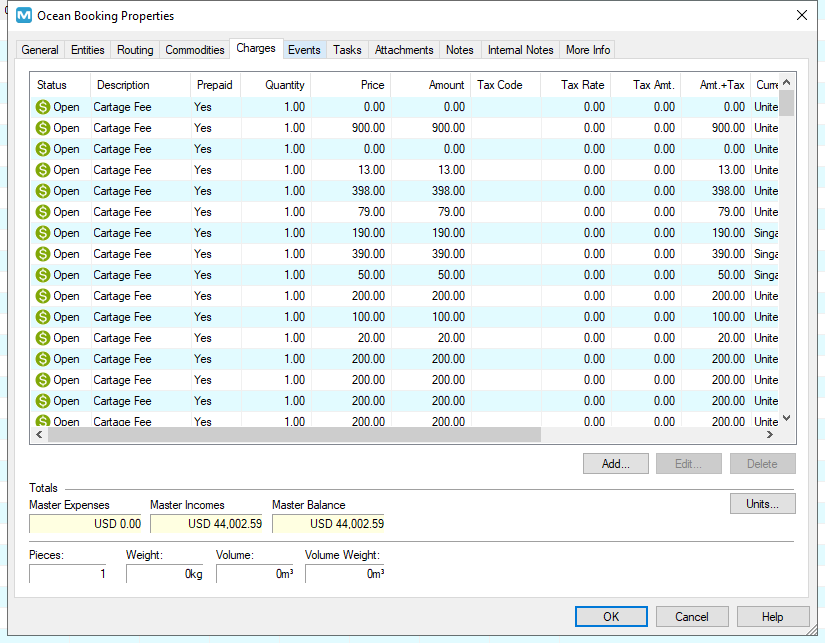 Ocean Booking Properties
General Entities Routing Commodities Charges Events Tasks Attachments Notes Internal Notes More Info
Status Description Prepaid Quantity Price Amount Tax Code Tax Rate Tax Amt. Amt.+Tax Curre
Open Cartage Fee Yes 1.00 0.00 0.00 0.00 0.00 0.00 Unite
Open Cartage Fee Yes 1.00 900.00 900.00 0.00 0.00 900.00 Unite
Open Cartage Fee Yes 1.00 0.00 0.00 0.00 0.00 0.00 Unite
Open Cartage Fee Yes 1.00 13.00 13.00 0.00 0.00 13.00 Unite
Open Cartage Fee Yes 1.00 398.00 398.00 0.00 0.00 398.00 Unite
Open Cartage Fee Yes 1.00 79.00 79.00 0.00 0.00 79.00 Unite
Open Cartage Fee Yes 1.00 190.00 190.00 0.00 0.00 190.00 Singa
Open Cartage Fee Yes 1.00 390.00 390.00 0.00 0.00 390.00 Singa
Open Cartage Fee Yes 1.00 50.00 50.00 0.00 0.00 50.00 Singa
Open Cartage Fee Yes 1.00 200.00 200.00 0.00 0.00 200.00 Unite
Open Cartage Fee Yes 1.00 100.00 100.00 0.00 0.00 100.00 Unite
Open Cartage Fee Yes 1.00 20.00 20.00 0.00 0.00 20.00 Unite
Open Cartage Fee Yes 1.00 200.00 200.00 0.00 0.00 200.00 Unite
Open Cartage Fee Yes 1.00 200.00 200.00 0.00 0.00 200.00 Unite
Open Cartage Fee Yes 1.00 200.00 200.00 0.00 0.00 200.00 Unite
Open Cartage Fee Yes 1.00 200.00 200.00 0.00 0.00 200.00 Unite
Add... Edit... Delete
Totals
Master Expenses Master Incomes Master Balance Units...
USD 0.00 USD 44,002.59 USD 44,002.59
Pieces: Weight: Volume: Volume Weight:
1 0kg 0m³ 0m³
OK Cancel Help